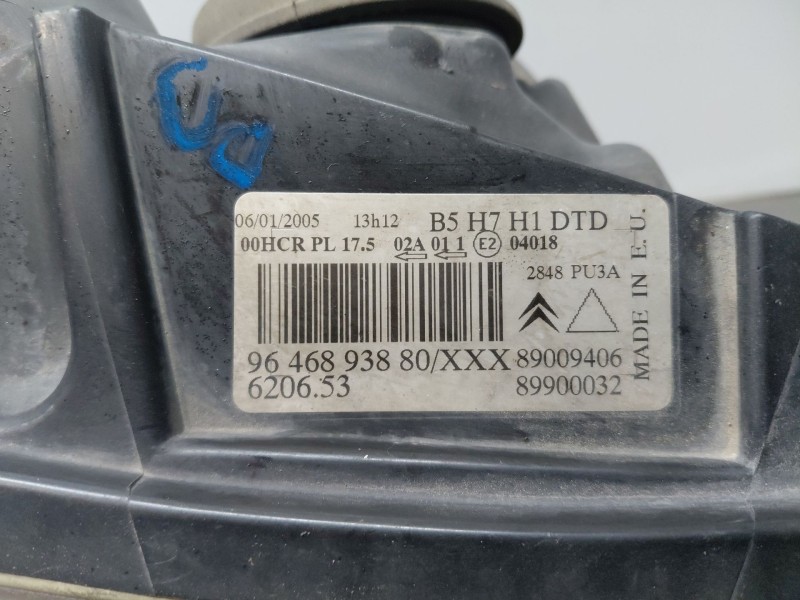 06/01/2005 13h12 B5 H7 H1 DTD
00HCR PL 17.5 02A 01 1 E2 04018
2848 PU3A
96 468 938 80/XXX 89009406
6206.53 89900032
MADE IN E. U.